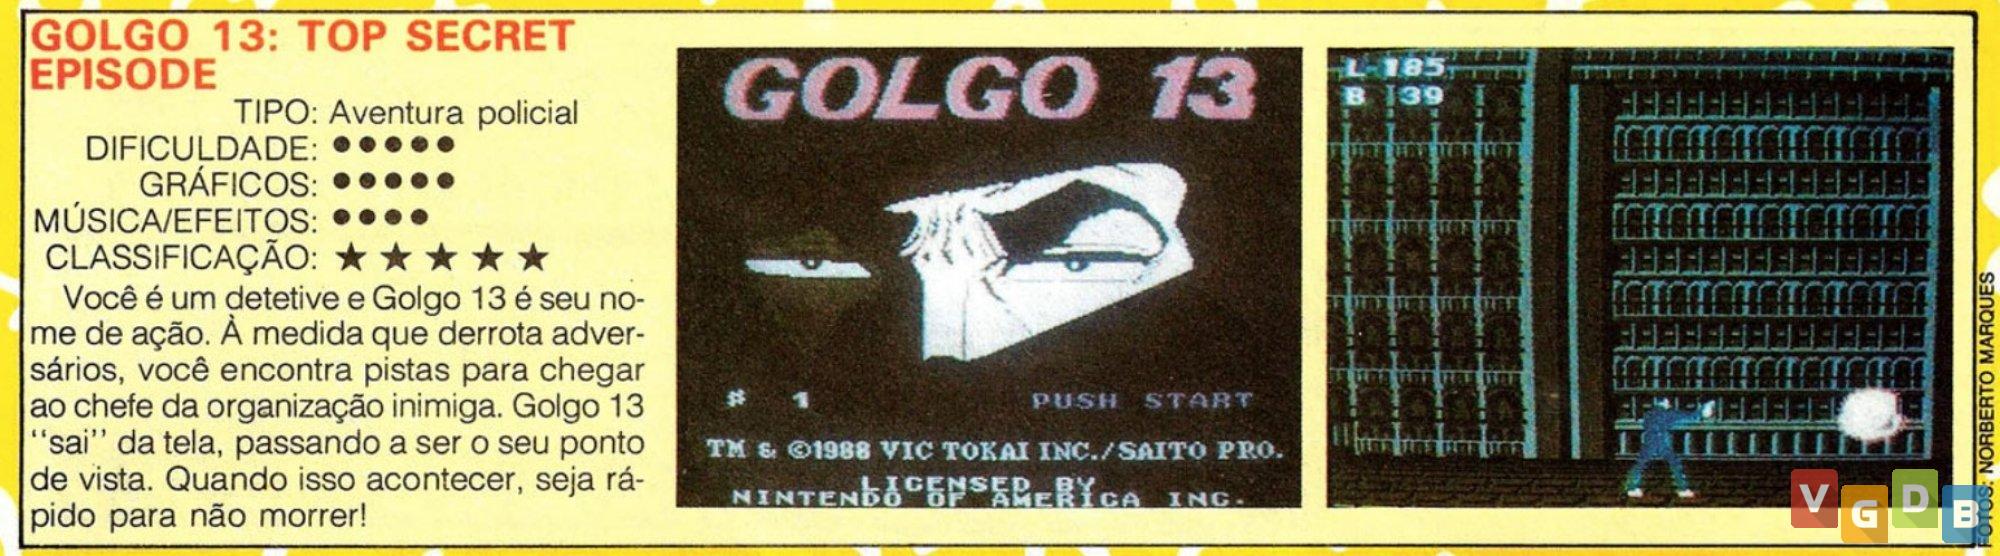 GOLGO 13: TOP SECRET
EPISODE
TIPO: Aventura policial
DIFICULDADE: ●●●●●
GRÁFICOS: ●●●●●
MÚSICA/EFEITOS: ●●●●
CLASSIFICAÇÃO: ★★★★★
Você é um detetive e Golgo 13 é seu no-
me de ação. À medida que derrota adver-
sários, você encontra pistas para chegar
ao chefe da organização inimiga. Golgo 13
‘‘sai’’ da tela, passando a ser o seu ponto
de vista. Quando isso acontecer, seja rá-
pido para não morrer!
GOLGO 13
# 1 PUSH START
TM & ©1988 VIC TOKAI INC./SAITO PRO.
LICENSED BY
NINTENDO OF AMERICA INC.
L 185
B 39
FOTOS: NORBERTO MARQUES
VGDB